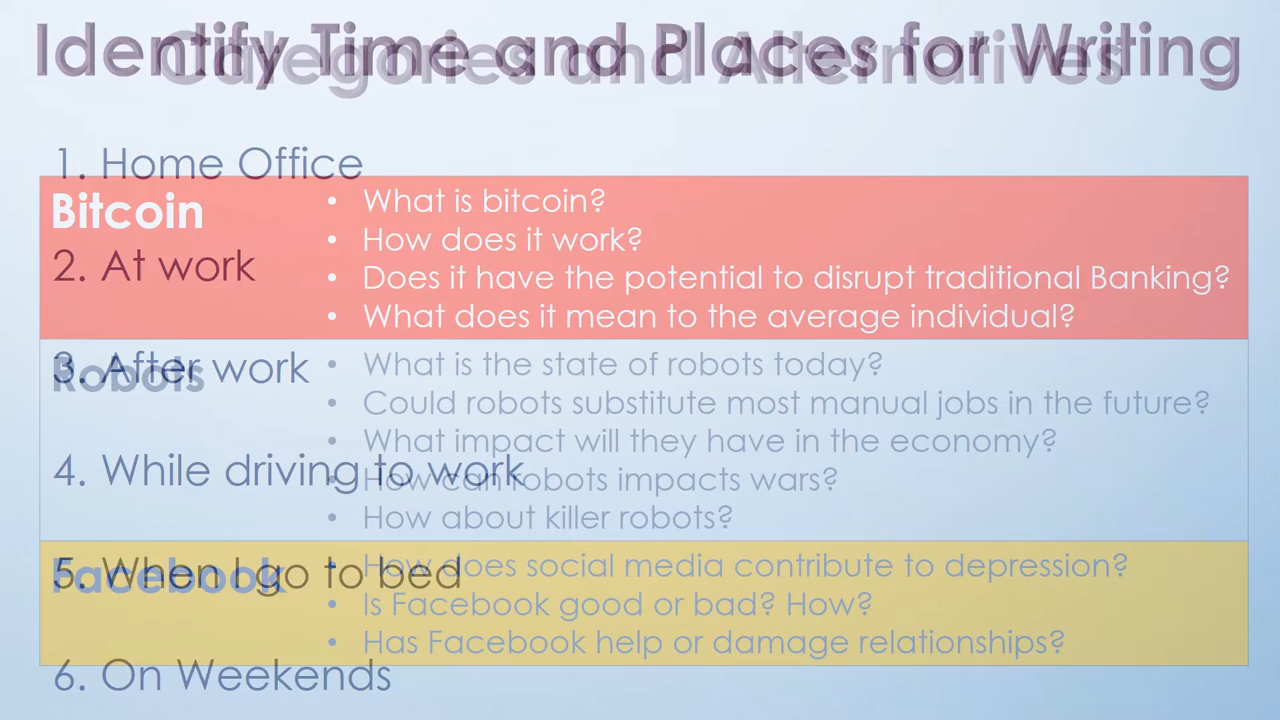 Identify Time and Places for Writing
Categories and Alternatives
1. Home Office
2. At work
3. After work
4. While driving to work
5. When I go to bed
6. On Weekends
Bitcoin
• What is bitcoin?
• How does it work?
• Does it have the potential to disrupt traditional Banking?
• What does it mean to the average individual?
Robots
• What is the state of robots today?
• Could robots substitute most manual jobs in the future?
• What impact will they have in the economy?
• How can robots impacts wars?
• How about killer robots?
Facebook
• How does social media contribute to depression?
• Is Facebook good or bad? How?
• Has Facebook help or damage relationships?